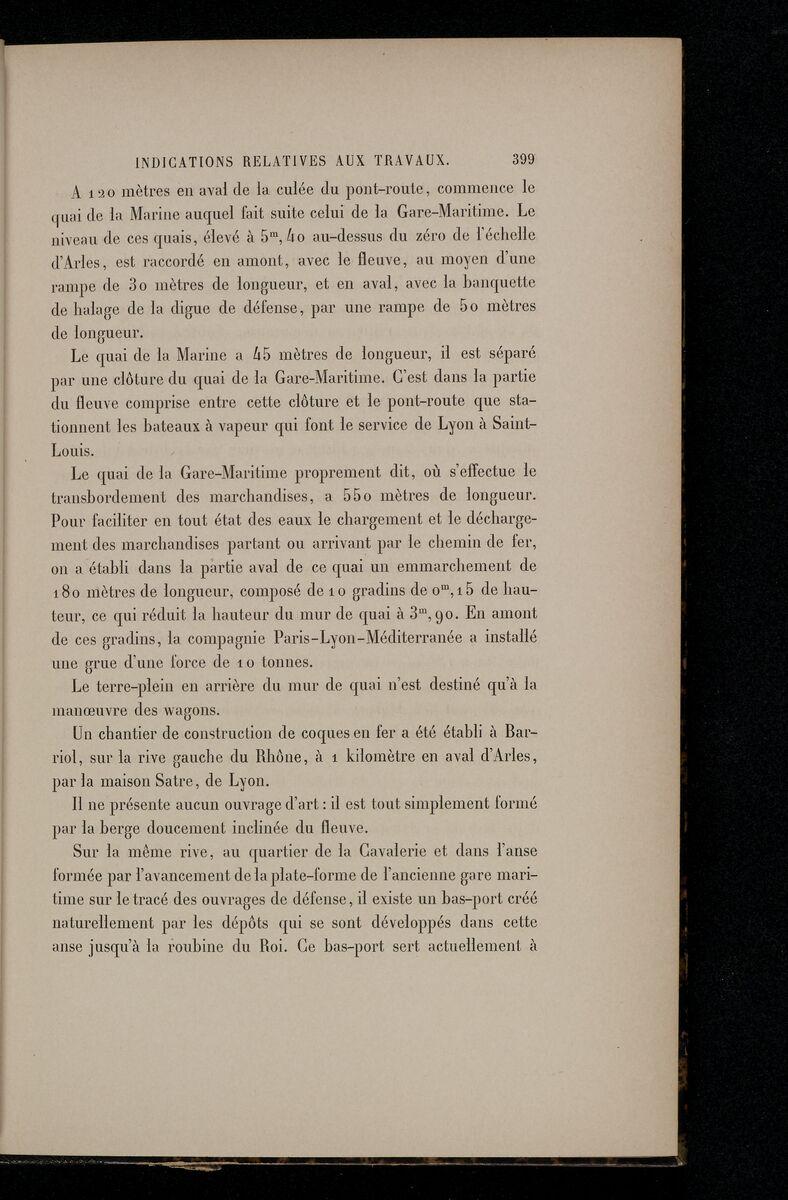 INDICATIONS RELATIVES AUX TRAVAUX. 399
A 120 mètres en aval de la culée du pont-route, commence le
quai de la Marine auquel fait suite celui de la Gare-Maritime. Le
niveau de ces quais, élevé à 5ᵐ,40 au-dessus du zéro de l'échelle
d'Arles, est raccordé en amont, avec le fleuve, au moyen d'une
rampe de 30 mètres de longueur, et en aval, avec la banquette
de halage de la digue de défense, par une rampe de 50 mètres
de longueur.
Le quai de la Marine a 45 mètres de longueur, il est séparé
par une clôture du quai de la Gare-Maritime. C'est dans la partie
du fleuve comprise entre cette clôture et le pont-route que sta-
tionnent les bateaux à vapeur qui font le service de Lyon à Saint-
Louis.
Le quai de la Gare-Maritime proprement dit, où s'effectue le
transbordement des marchandises, a 550 mètres de longueur.
Pour faciliter en tout état des eaux le chargement et le décharge-
ment des marchandises partant ou arrivant par le chemin de fer,
on a établi dans la partie aval de ce quai un emmarchement de
180 mètres de longueur, composé de 10 gradins de 0ᵐ,15 de hau-
teur, ce qui réduit la hauteur du mur de quai à 3ᵐ,90. En amont
de ces gradins, la compagnie Paris-Lyon-Méditerranée a installé
une grue d'une force de 10 tonnes.
Le terre-plein en arrière du mur de quai n'est destiné qu'à la
manœuvre des wagons.
Un chantier de construction de coques en fer a été établi à Bar-
riol, sur la rive gauche du Rhône, à 1 kilomètre en aval d'Arles,
par la maison Satre, de Lyon.
Il ne présente aucun ouvrage d'art : il est tout simplement formé
par la berge doucement inclinée du fleuve.
Sur la même rive, au quartier de la Cavalerie et dans l'anse
formée par l'avancement de la plate-forme de l'ancienne gare mari-
time sur le tracé des ouvrages de défense, il existe un bas-port créé
naturellement par les dépôts qui se sont développés dans cette
anse jusqu'à la roubine du Roi. Ce bas-port sert actuellement à